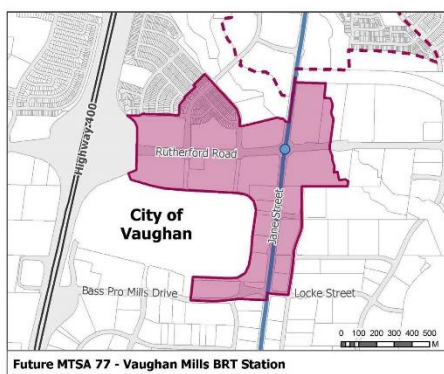 Highway 400
Rutherford Road
Jane Street
City of
Vaughan
Bass Pro Mills Drive
Locke Street
0 100 200 300 400 500
M
Future MTSA 77 - Vaughan Mills BRT Station